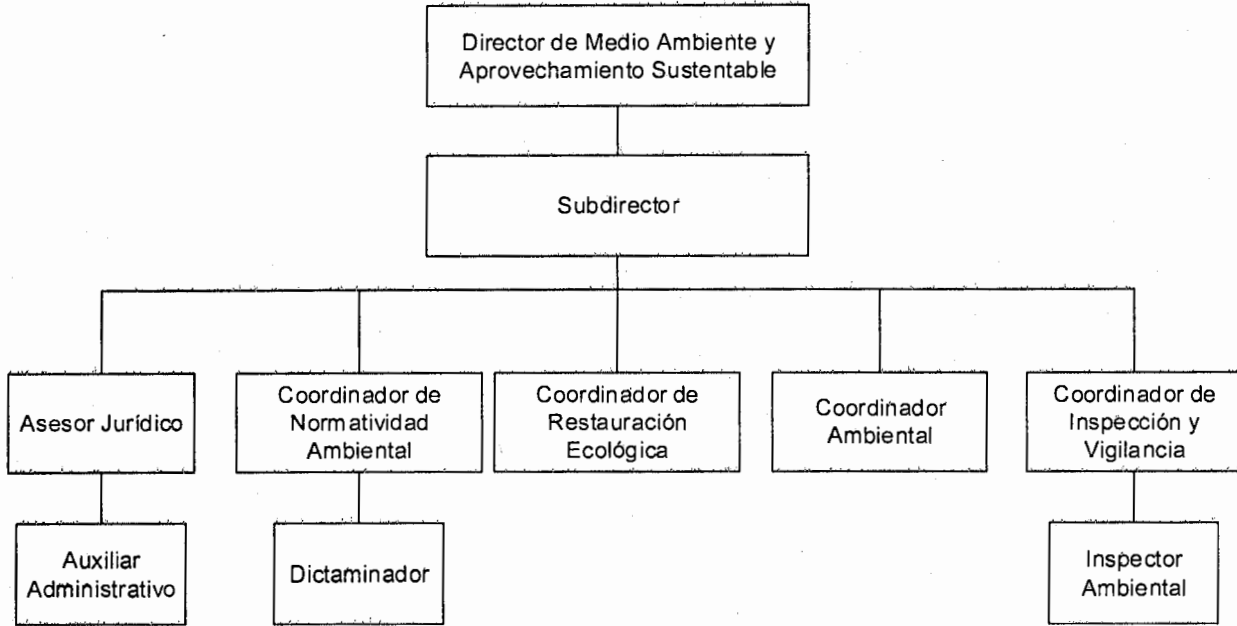 Director de Medio Ambiente y
Aprovechamiento Sustentable
Subdirector
Asesor Jurídico
Coordinador de
Normatividad
Ambiental
Coordinador de
Restauración
Ecológica
Coordinador
Ambiental
Coordinador de
Inspección y
Vigilancia
Auxiliar
Administrativo
Dictaminador
Inspector
Ambiental